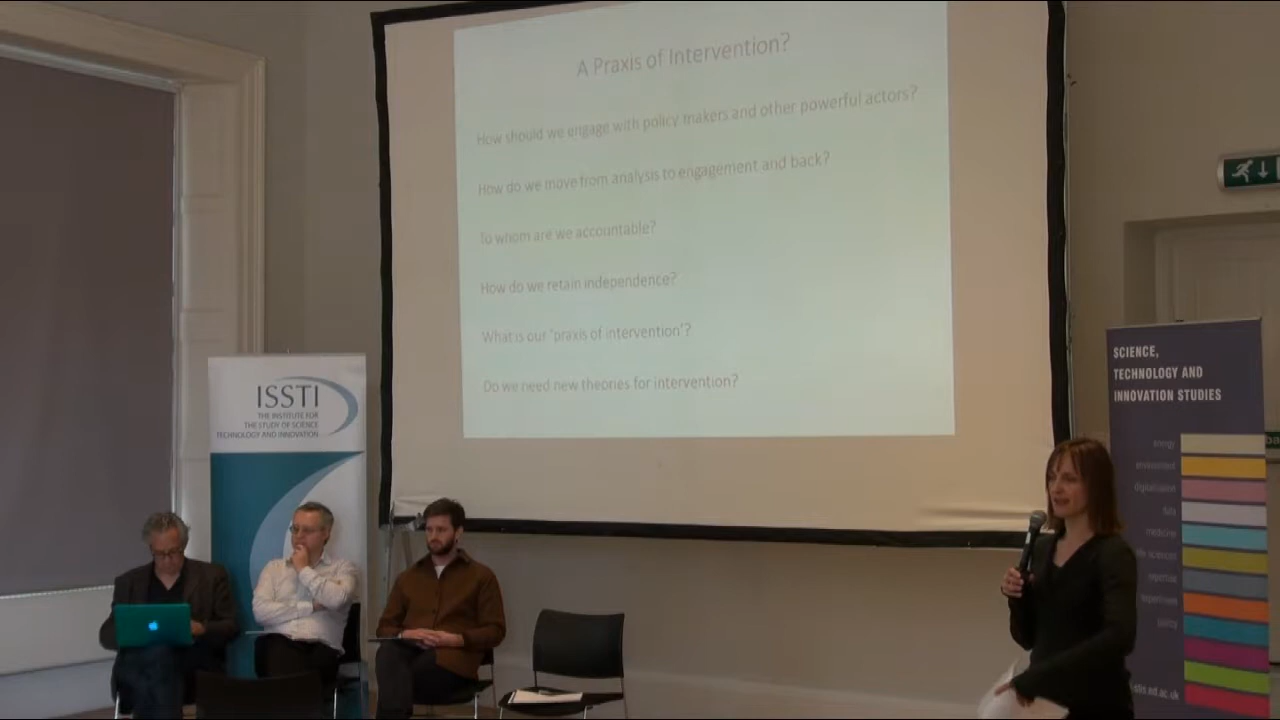 A Praxis of Intervention?
How should we engage with policy makers and other powerful actors?
How do we move from analysis to engagement and back?
To whom are we accountable?
How do we retain independence?
What is our 'praxis of intervention'?
Do we need new theories for intervention?
ISSTI
THE INSTITUTE FOR
THE STUDY OF SCIENCE
TECHNOLOGY AND INNOVATION
SCIENCE,
TECHNOLOGY AND
INNOVATION STUDIES
energy
environment
digitalisation
medicine
life sciences
expertise
policy
.ed.ac.uk